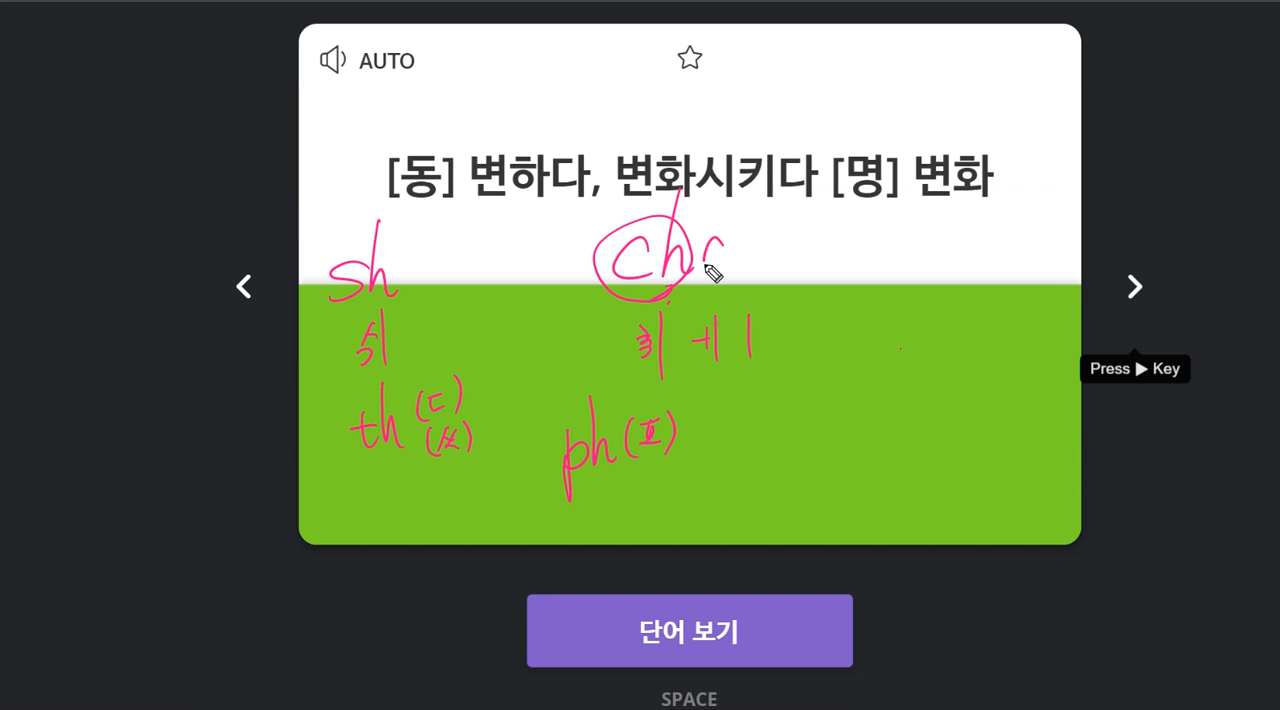 AUTO
[동] 변하다, 변화시키다 [명] 변화
sh
ch
쉬
취 ㅔ ㅣ
th (ㄷ)
(ㅆ)
ph (ㅍ)
Press ▶ Key
단어 보기
SPACE